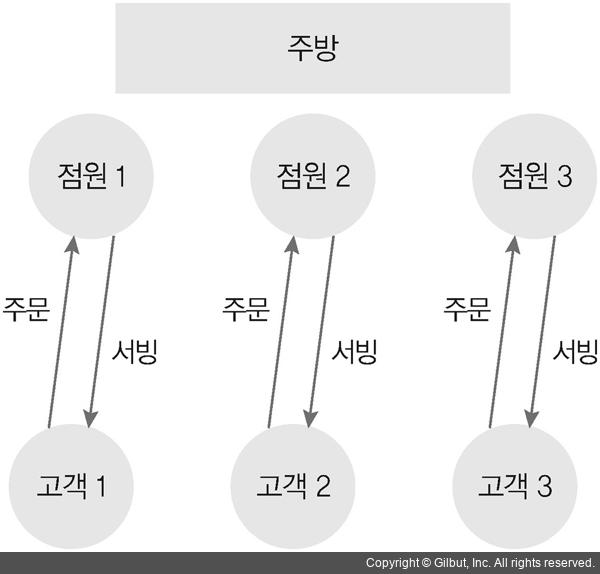 주방
점원 1
점원 2
점원 3
주문
서빙
주문
서빙
주문
서빙
고객 1
고객 2
고객 3
Copyright © Gilbut, Inc. All rights reserved.